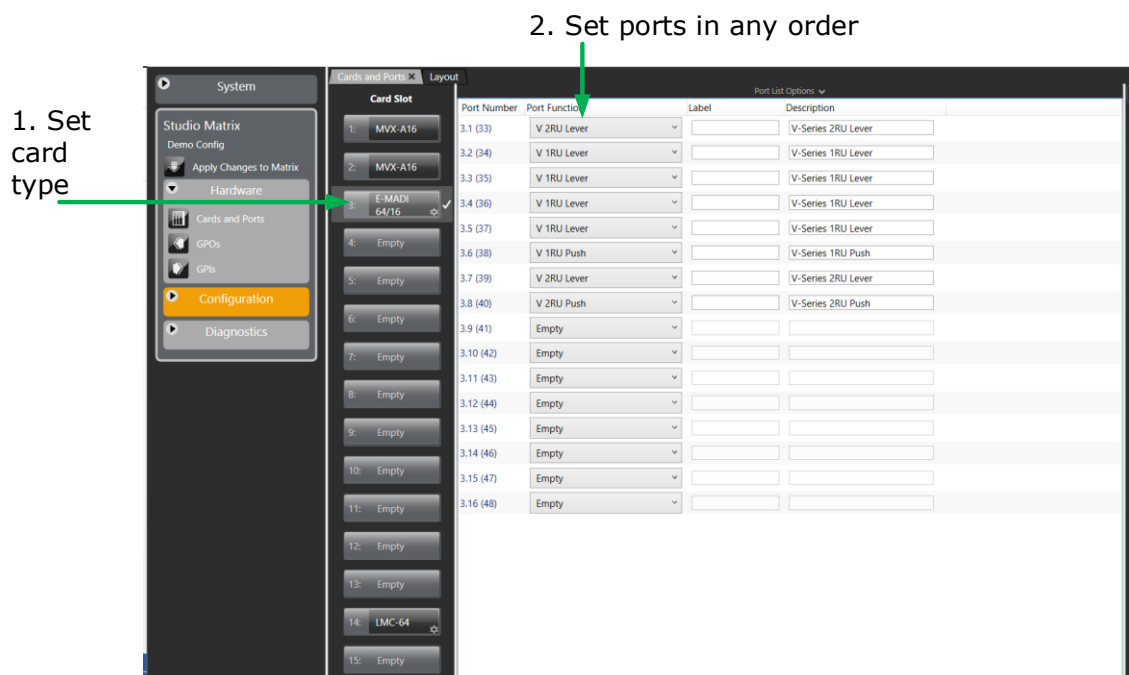 2. Set ports in any order
1. Set
card
type
System
Studio Matrix
Demo Config
Apply Changes to Matrix
Hardware
Cards and Ports
GPOs
GPIs
Configuration
Diagnostics
Cards and Ports Layout
Card Slot
1: MVX-A16
2: MVX-A16
3: E-MADI
64/16
4: Empty
5: Empty
6: Empty
7: Empty
8: Empty
9: Empty
10: Empty
11: Empty
12: Empty
13: Empty
14: LMC-64
15: Empty
Port List Options
Port Number Port Function Label Description
3.1 (33) V 2RU Lever V-Series 2RU Lever
3.2 (34) V 1RU Lever V-Series 1RU Lever
3.3 (35) V 1RU Lever V-Series 1RU Lever
3.4 (36) V 1RU Lever V-Series 1RU Lever
3.5 (37) V 1RU Lever V-Series 1RU Lever
3.6 (38) V 1RU Push V-Series 1RU Push
3.7 (39) V 2RU Lever V-Series 2RU Lever
3.8 (40) V 2RU Push V-Series 2RU Push
3.9 (41) Empty
3.10 (42) Empty
3.11 (43) Empty
3.12 (44) Empty
3.13 (45) Empty
3.14 (46) Empty
3.15 (47) Empty
3.16 (48) Empty